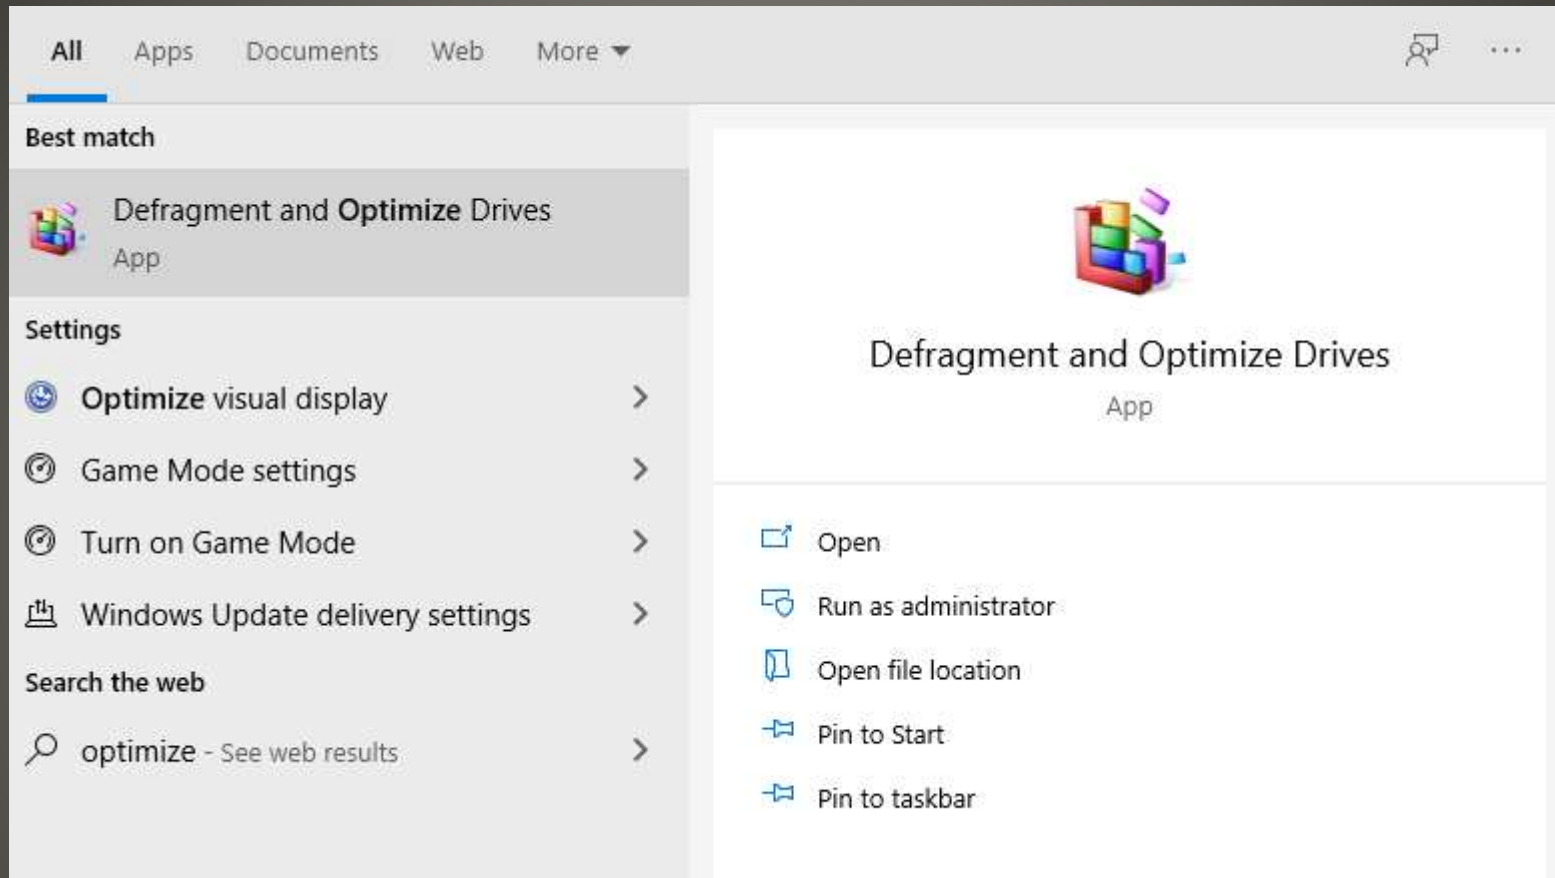 All Apps Documents Web More
Best match
Defragment and Optimize Drives
App
Settings
Optimize visual display
Game Mode settings
Turn on Game Mode
Windows Update delivery settings
Search the web
optimize - See web results
Defragment and Optimize Drives
App
Open
Run as administrator
Open file location
Pin to Start
Pin to taskbar